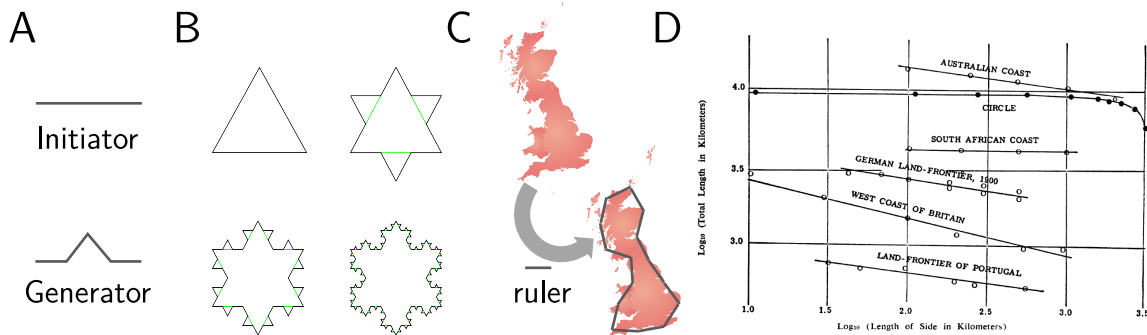 A
B
C
D
Initiator
Generator
ruler
Log₁₀ (Total Length in Kilometers)
4.0
3.5
3.0
AUSTRALIAN COAST
CIRCLE
SOUTH AFRICAN COAST
GERMAN LAND-FRONTIER, 1900
WEST COAST OF BRITAIN
LAND-FRONTIER OF PORTUGAL
1.0
1.5
2.0
2.5
3.0
3.5
Log₁₀ (Length of Side in Kilometers)